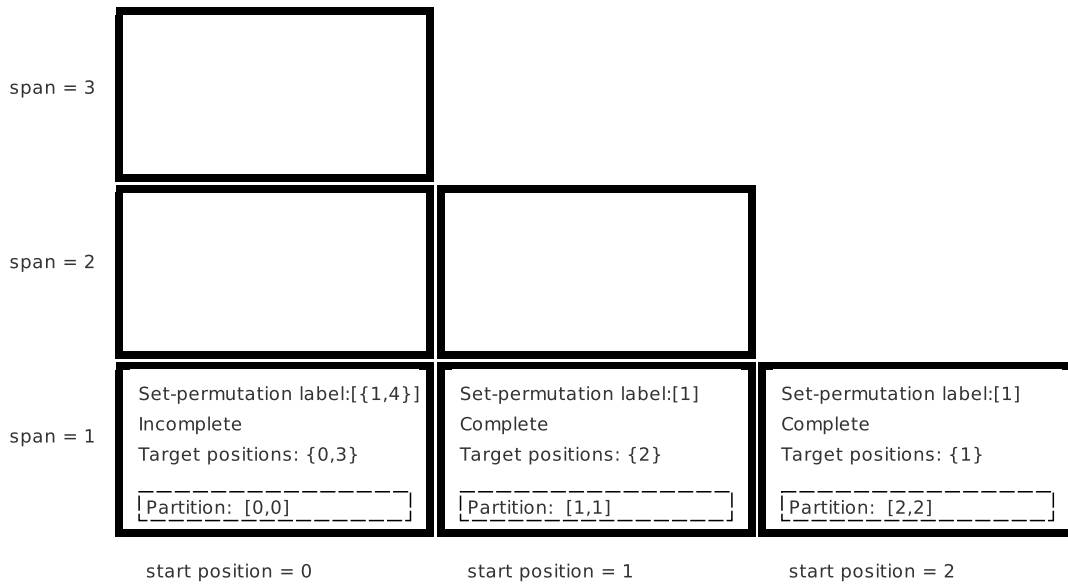 span = 3
span = 2
span = 1
Set-permutation label:[{1,4}]
Incomplete
Target positions: {0,3}
Partition: [0,0]
Set-permutation label:[1]
Complete
Target positions: {2}
Partition: [1,1]
Set-permutation label:[1]
Complete
Target positions: {1}
Partition: [2,2]
start position = 0
start position = 1
start position = 2